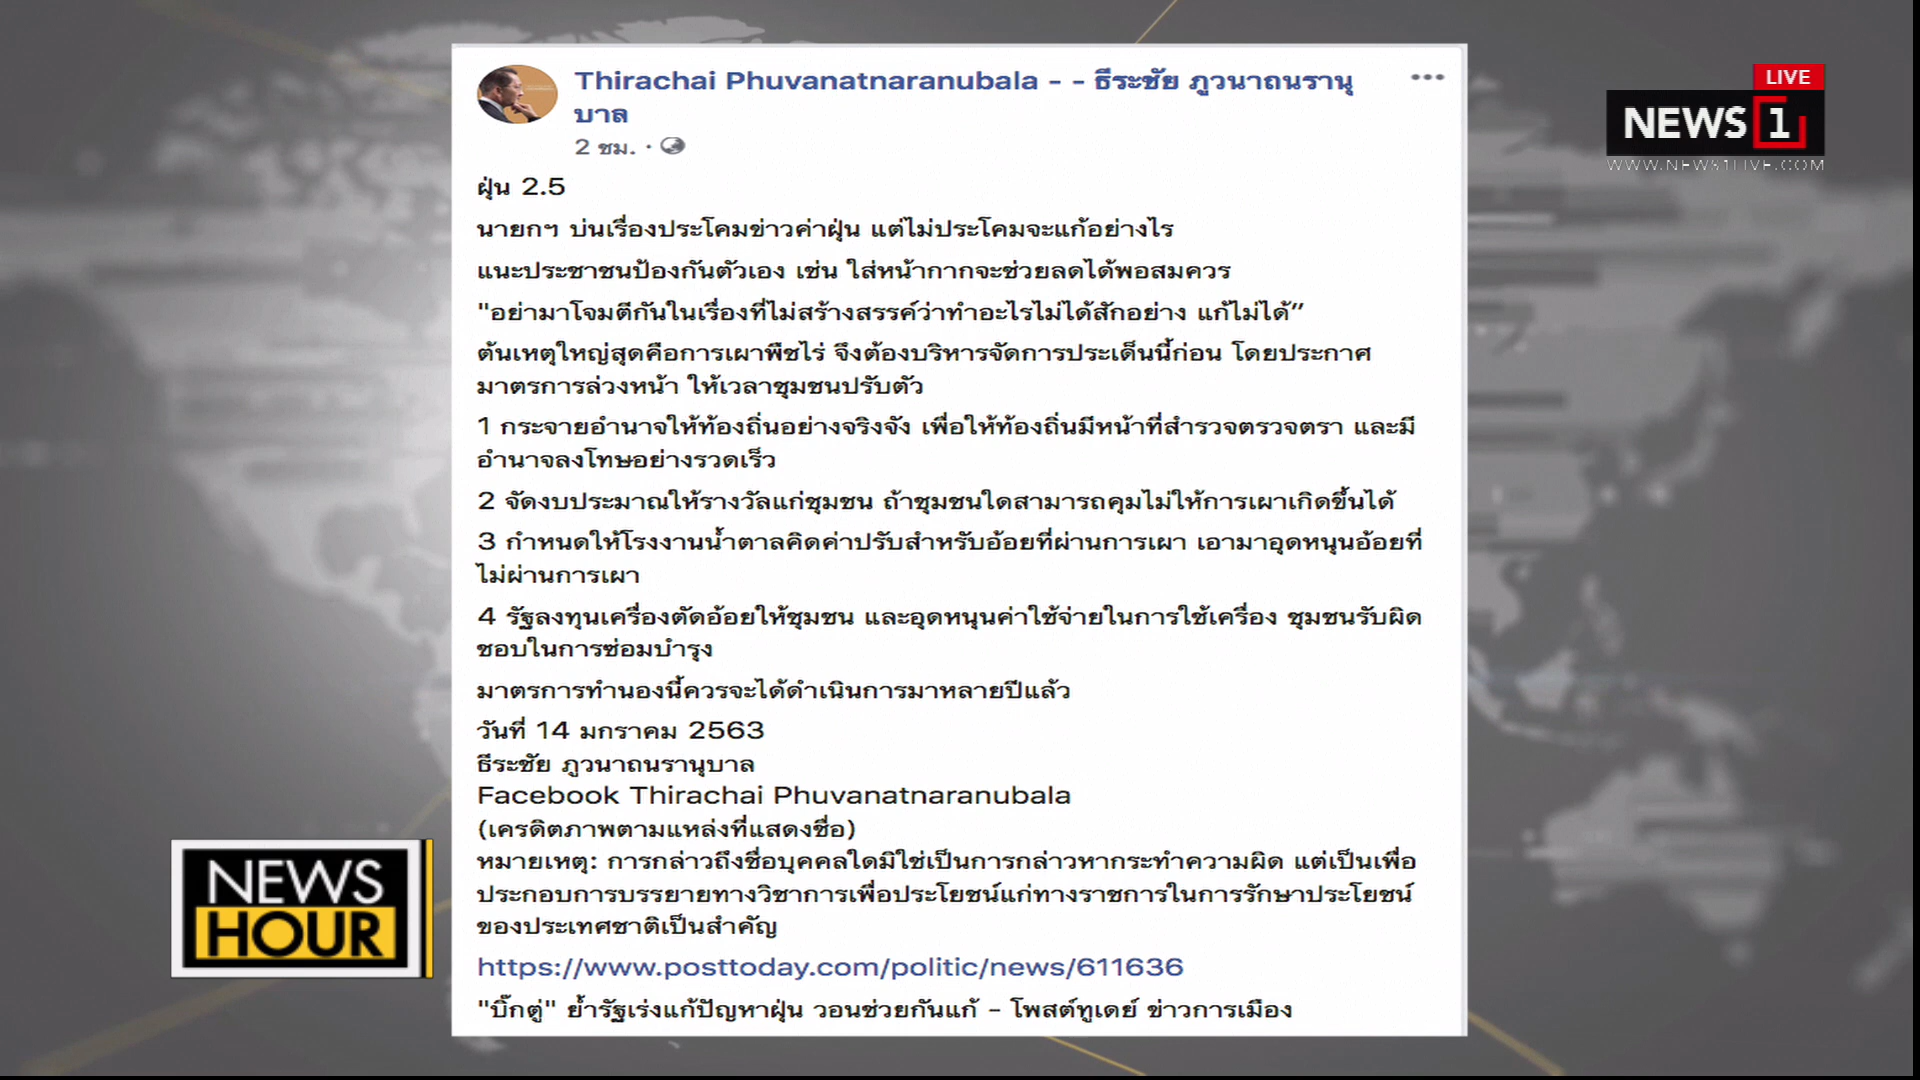 Thirachai Phuvanatnaranubala - - ธีระชัย ภูวนาถนรานุ
บาล
2 ชม. ·
ฝุ่น 2.5
นายกฯ บ่นเรื่องประโคมข่าวค่าฝุ่น แต่ไม่ประโคมจะแก้อย่างไร
แนะประชาชนป้องกันตัวเอง เช่น ใส่หน้ากากจะช่วยลดได้พอสมควร
"อย่ามาโจมตีกันในเรื่องที่ไม่สร้างสรรค์ว่าทำอะไรไม่ได้สักอย่าง แก้ไม่ได้”
ต้นเหตุใหญ่สุดคือการเผาพืชไร่ จึงต้องบริหารจัดการประเด็นนี้ก่อน โดยประกาศ
มาตรการล่วงหน้า ให้เวลาชุมชนปรับตัว
1 กระจายอำนาจให้ท้องถิ่นอย่างจริงจัง เพื่อให้ท้องถิ่นมีหน้าที่สำรวจตรวจตรา และมี
อำนาจลงโทษอย่างรวดเร็ว
2 จัดงบประมาณให้รางวัลแก่ชุมชน ถ้าชุมชนใดสามารถคุมไม่ให้การเผาเกิดขึ้นได้
3 กำหนดให้โรงงานน้ำตาลคิดค่าปรับสำหรับอ้อยที่ผ่านการเผา เอามาอุดหนุนอ้อยที่
ไม่ผ่านการเผา
4 รัฐลงทุนเครื่องตัดอ้อยให้ชุมชน และอุดหนุนค่าใช้จ่ายในการใช้เครื่อง ชุมชนรับผิด
ชอบในการซ่อมบำรุง
มาตรการทำนองนี้ควรจะได้ดำเนินการมาหลายปีแล้ว
วันที่ 14 มกราคม 2563
ธีระชัย ภูวนาถนรานุบาล
Facebook Thirachai Phuvanatnaranubala
(เครดิตภาพตามแหล่งที่แสดงชื่อ)
หมายเหตุ: การกล่าวถึงชื่อบุคคลใดมิใช่เป็นการกล่าวหากระทำความผิด แต่เป็นเพื่อ
ประกอบการบรรยายทางวิชาการเพื่อประโยชน์แก่ทางราชการในการรักษาประโยชน์
ของประเทศชาติเป็นสำคัญ
https://www.posttoday.com/politic/news/611636
"บิ๊กตู่" ย้ำรัฐเร่งแก้ปัญหาฝุ่น วอนช่วยกันแก้ - โพสต์ทูเดย์ ข่าวการเมือง
LIVE
NEWS 1
WWW.NEWS1LIVE.COM
NEWS
HOUR